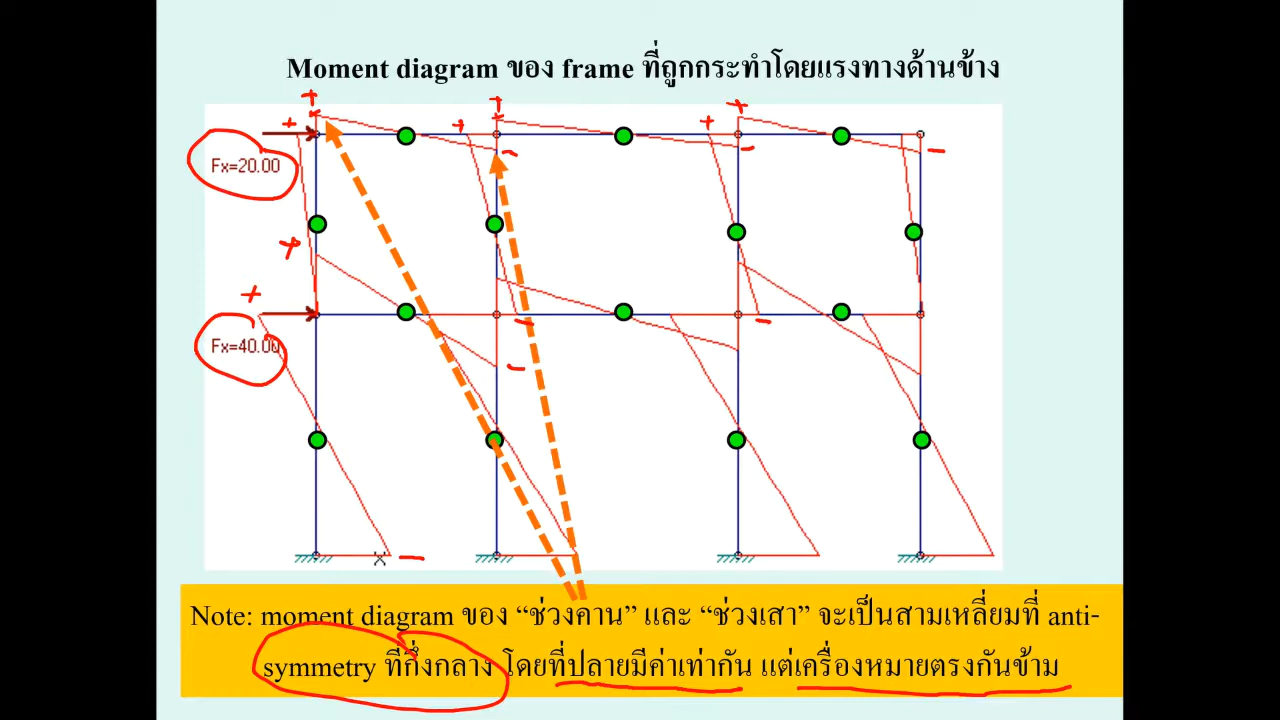 Moment diagram ของ frame ที่ถูกกระทำโดยแรงทางด้านข้าง
Fx=20.00
Fx=40.00
Note: moment diagram ของ “ช่วงคาน” และ “ช่วงเสา” จะเป็นสามเหลี่ยมที่ anti-
symmetry ที่กึ่งกลาง โดยที่ปลายมีค่าเท่ากัน แต่เครื่องหมายตรงกันข้าม